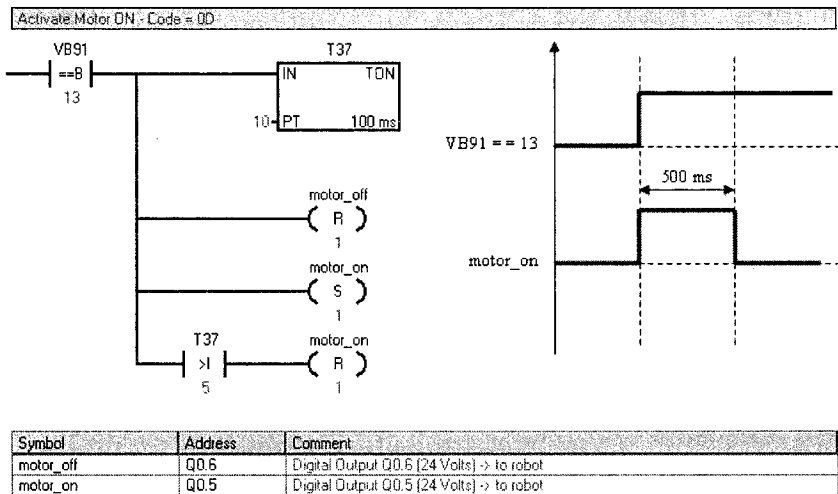 Activate Motor ON - Code = 0D
VB91
==B
13
T37
IN TON
10 PT 100 ms
motor_off
R
1
motor_on
S
1
T37
>I
5
motor_on
R
1
VB91 = = 13
500 ms
motor_on
Symbol Address Comment
motor_off Q0.6 Digital Output Q0.6 (24 Volts) -> to robot
motor_on Q0.5 Digital Output Q0.5 (24 Volts) -> to robot